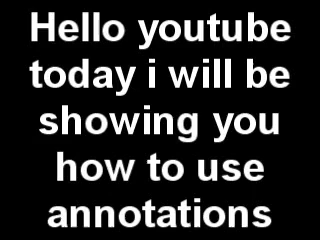 Hello youtube
today i will be
showing you
how to use
annotations